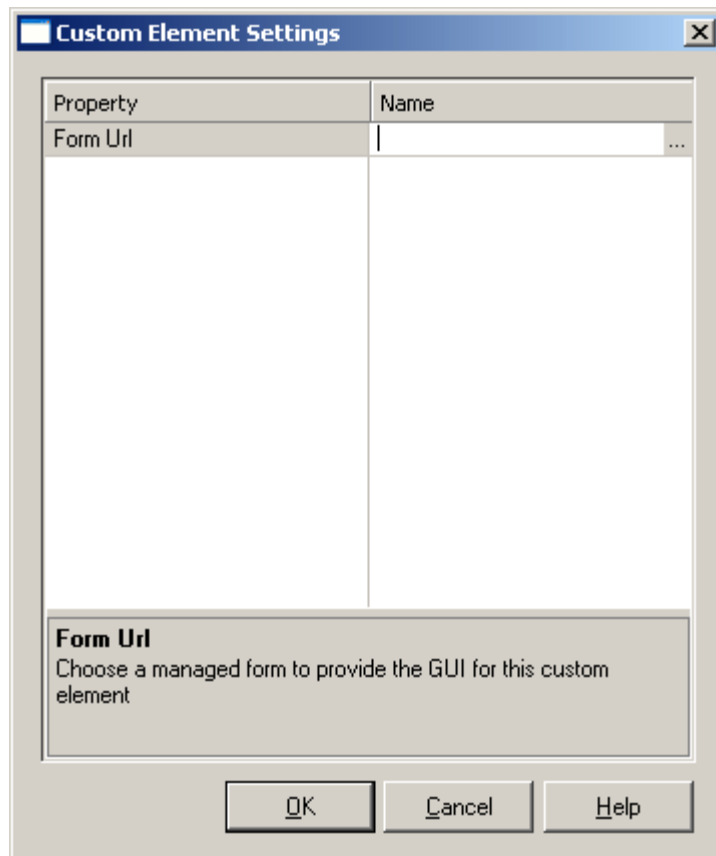 Custom Element Settings
Property Name
Form Url ...
Form Url
Choose a managed form to provide the GUI for this custom
element
OK Cancel Help